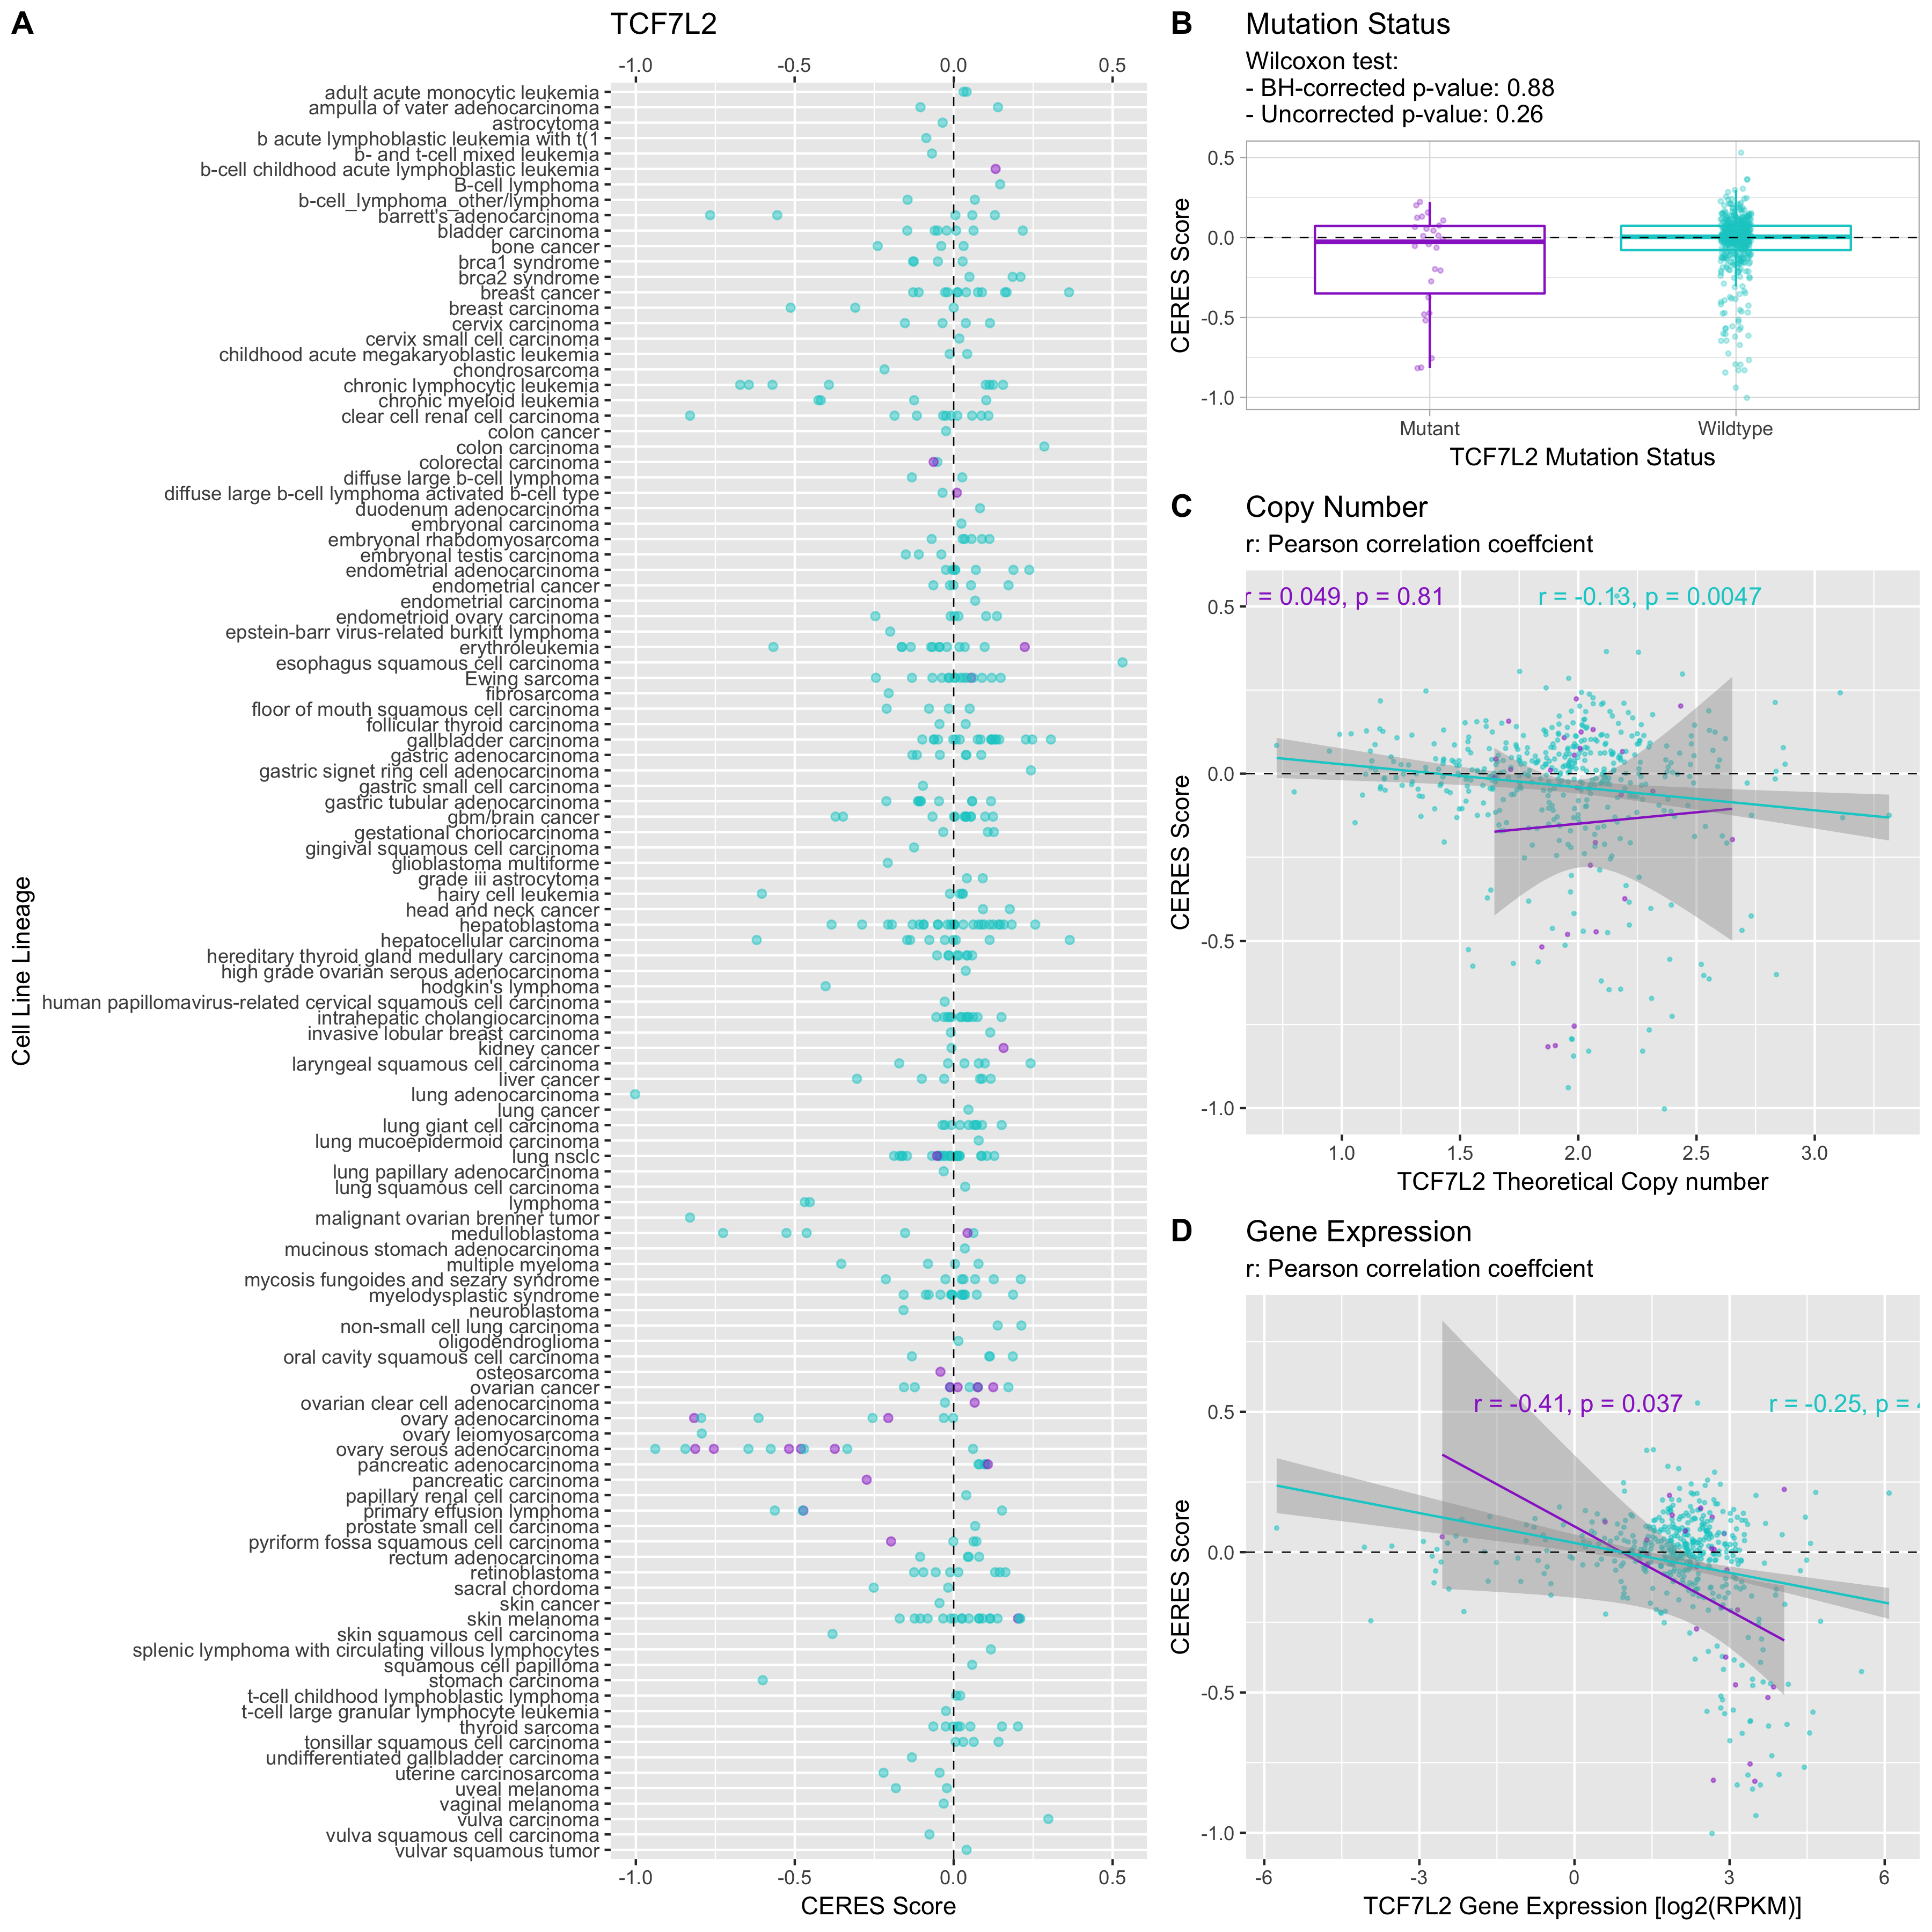 A
TCF7L2
-1.0 -0.5 0.0 0.5
adult acute monocytic leukemia
ampulla of vater adenocarcinoma
astrocytoma
b acute lymphoblastic leukemia with t(1
b- and t-cell mixed leukemia
b-cell childhood acute lymphoblastic leukemia
B-cell lymphoma
b-cell_lymphoma_other/lymphoma
barrett's adenocarcinoma
bladder carcinoma
bone cancer
brca1 syndrome
brca2 syndrome
breast cancer
breast carcinoma
cervix carcinoma
cervix small cell carcinoma
childhood acute megakaryoblastic leukemia
chondrosarcoma
chronic lymphocytic leukemia
chronic myeloid leukemia
clear cell renal cell carcinoma
colon cancer
colon carcinoma
colorectal carcinoma
diffuse large b-cell lymphoma
diffuse large b-cell lymphoma activated b-cell type
duodenum adenocarcinoma
embryonal carcinoma
embryonal rhabdomyosarcoma
embryonal testis carcinoma
endometrial adenocarcinoma
endometrial cancer
endometrial carcinoma
endometrioid ovary carcinoma
epstein-barr virus-related burkitt lymphoma
erythroleukemia
esophagus squamous cell carcinoma
Ewing sarcoma
fibrosarcoma
floor of mouth squamous cell carcinoma
follicular thyroid carcinoma
gallbladder carcinoma
gastric adenocarcinoma
gastric signet ring cell adenocarcinoma
gastric small cell carcinoma
gastric tubular adenocarcinoma
gbm/brain cancer
gestational choriocarcinoma
gingival squamous cell carcinoma
glioblastoma multiforme
grade iii astrocytoma
hairy cell leukemia
head and neck cancer
hepatoblastoma
hepatocellular carcinoma
hereditary thyroid gland medullary carcinoma
high grade ovarian serous adenocarcinoma
hodgkin's lymphoma
human papillomavirus-related cervical squamous cell carcinoma
intrahepatic cholangiocarcinoma
invasive lobular breast carcinoma
kidney cancer
laryngeal squamous cell carcinoma
liver cancer
lung adenocarcinoma
lung cancer
lung giant cell carcinoma
lung mucoepidermoid carcinoma
lung nsclc
lung papillary adenocarcinoma
lung squamous cell carcinoma
lymphoma
malignant ovarian brenner tumor
medulloblastoma
mucinous stomach adenocarcinoma
multiple myeloma
mycosis fungoides and sezary syndrome
myelodysplastic syndrome
neuroblastoma
non-small cell lung carcinoma
oligodendroglioma
oral cavity squamous cell carcinoma
osteosarcoma
ovarian cancer
ovarian clear cell adenocarcinoma
ovary adenocarcinoma
ovary leiomyosarcoma
ovary serous adenocarcinoma
pancreatic adenocarcinoma
pancreatic carcinoma
papillary renal cell carcinoma
primary effusion lymphoma
prostate small cell carcinoma
pyriform fossa squamous cell carcinoma
rectum adenocarcinoma
retinoblastoma
sacral chordoma
skin cancer
skin melanoma
skin squamous cell carcinoma
splenic lymphoma with circulating villous lymphocytes
squamous cell papilloma
stomach carcinoma
t-cell childhood lymphoblastic lymphoma
t-cell large granular lymphocyte leukemia
thyroid sarcoma
tonsillar squamous cell carcinoma
undifferentiated gallbladder carcinoma
uterine carcinosarcoma
uveal melanoma
vaginal melanoma
vulva carcinoma
vulva squamous cell carcinoma
vulvar squamous tumor
-1.0 -0.5 0.0 0.5
CERES Score
Cell Line Lineage
B
Mutation Status
Wilcoxon test:
- BH-corrected p-value: 0.88
- Uncorrected p-value: 0.26
0.5
0.0
-0.5
-1.0
CERES Score
Mutant Wildtype
TCF7L2 Mutation Status
C
Copy Number
r: Pearson correlation coeffcient
r = 0.049, p = 0.81 r = -0.13, p = 0.0047
0.5
0.0
-0.5
-1.0
CERES Score
1.0 1.5 2.0 2.5 3.0
TCF7L2 Theoretical Copy number
D
Gene Expression
r: Pearson correlation coeffcient
r = -0.41, p = 0.037 r = -0.25, p =
0.5
0.0
-0.5
-1.0
CERES Score
-6 -3 0 3 6
TCF7L2 Gene Expression [log2(RPKM)]